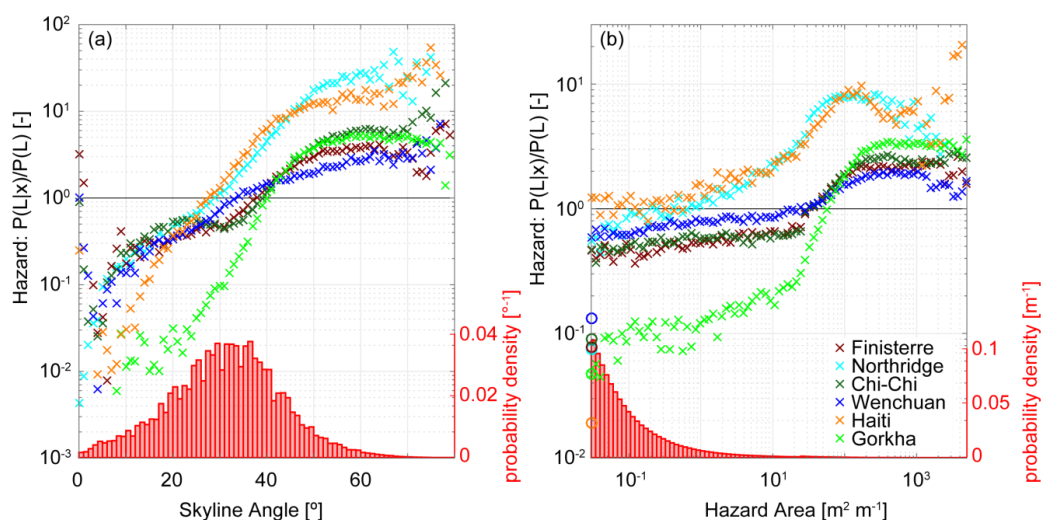 (a)
Hazard: P(L|x)/P(L) [-]
10²
10¹
10⁰
10⁻¹
10⁻²
10⁻³
0
20
40
60
Skyline Angle [º]
0.04
0.02
0
probability density [°⁻¹]
(b)
Hazard: P(L|x)/P(L) [-]
10¹
10⁰
10⁻¹
10⁻²
10⁻¹
10¹
10³
Hazard Area [m² m⁻¹]
Finisterre
Northridge
Chi-Chi
Wenchuan
Haiti
Gorkha
0.1
0.05
0
probability density [m⁻¹]